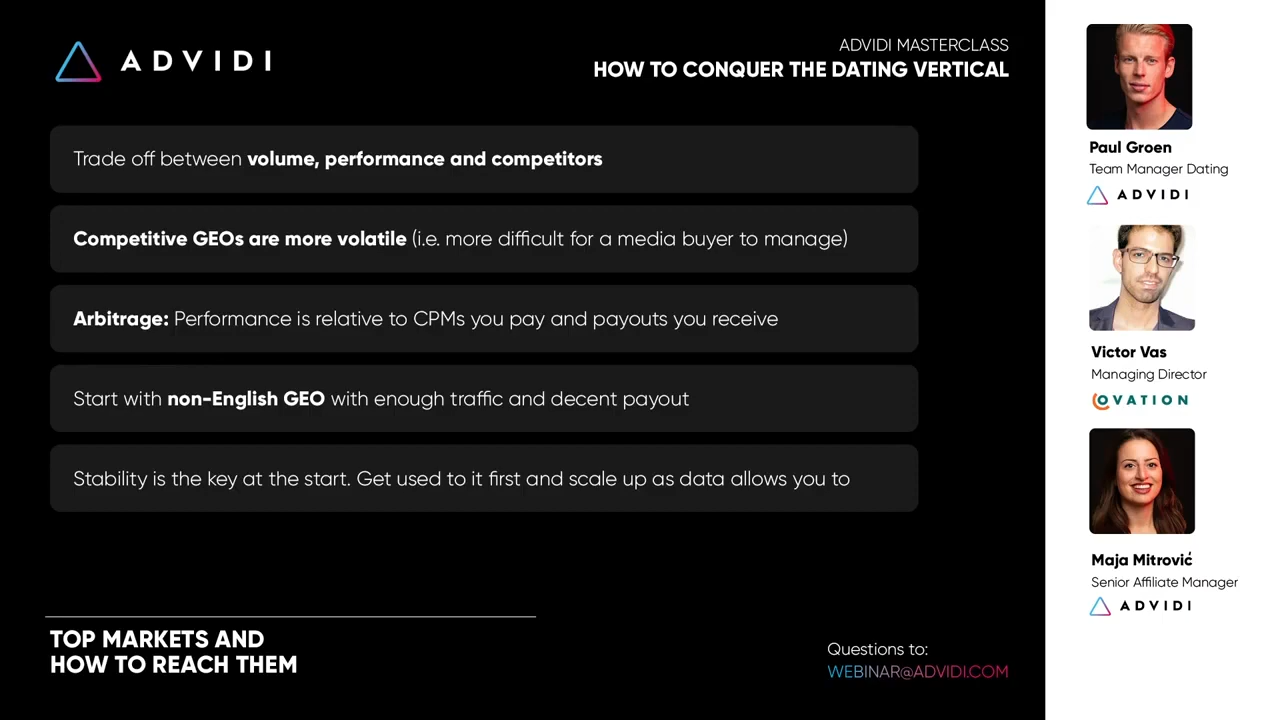 ADVIDI
ADVIDI MASTERCLASS
HOW TO CONQUER THE DATING VERTICAL
Trade off between volume, performance and competitors
Competitive GEOs are more volatile (i.e. more difficult for a media buyer to manage)
Arbitrage: Performance is relative to CPMs you pay and payouts you receive
Start with non-English GEO with enough traffic and decent payout
Stability is the key at the start. Get used to it first and scale up as data allows you to
TOP MARKETS AND
HOW TO REACH THEM
Questions to:
WEBINAR@ADVIDI.COM
Paul Groen
Team Manager Dating
ADVIDI
Victor Vas
Managing Director
OVATION
Maja Mitrović
Senior Affiliate Manager
ADVIDI